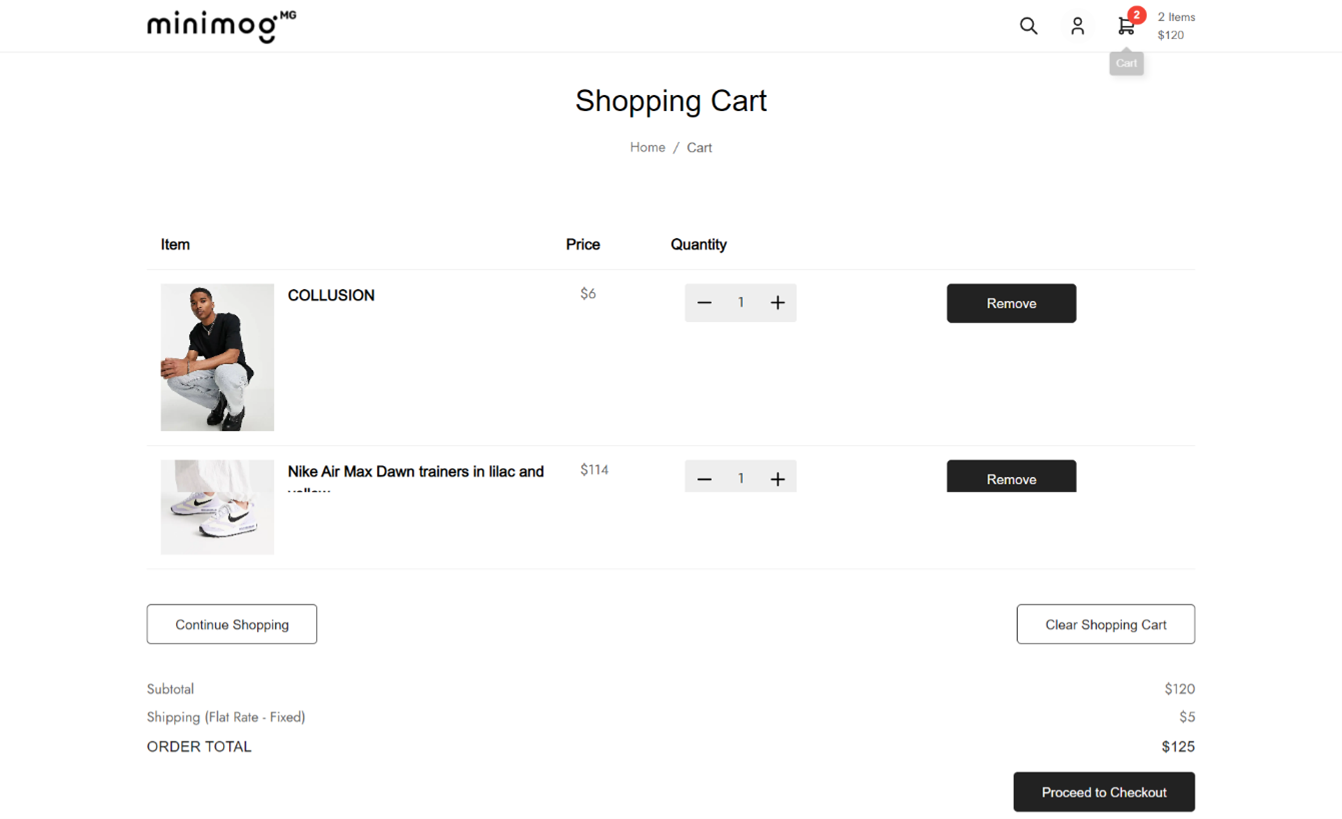 minimog MG
2
2 Items
$120
Cart
Shopping Cart
Home / Cart
Item Price Quantity
COLLUSION $6 1 Remove
Nike Air Max Dawn trainers in lilac and $114 1 Remove
Continue Shopping Clear Shopping Cart
Subtotal $120
Shipping (Flat Rate - Fixed) $5
ORDER TOTAL $125
Proceed to Checkout